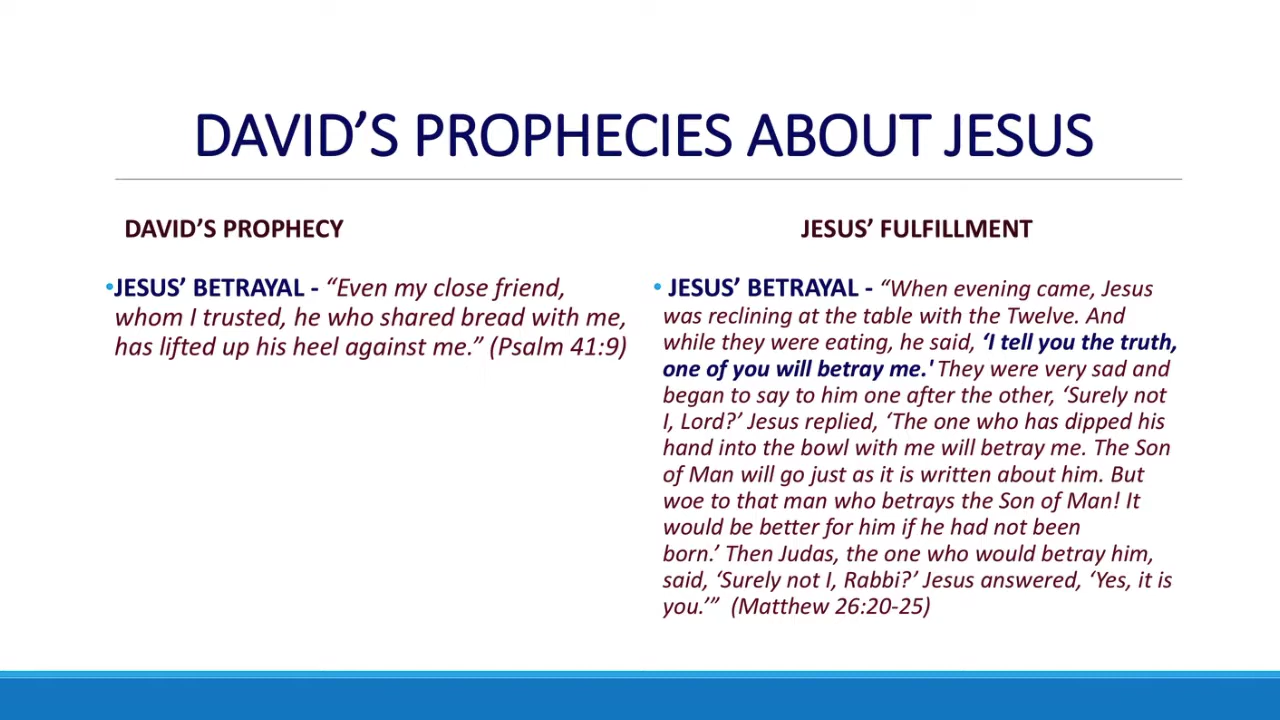 DAVID’S PROPHECIES ABOUT JESUS
DAVID’S PROPHECY
•JESUS’ BETRAYAL - “Even my close friend,
whom I trusted, he who shared bread with me,
has lifted up his heel against me.” (Psalm 41:9)
JESUS’ FULFILLMENT
• JESUS’ BETRAYAL - “When evening came, Jesus
was reclining at the table with the Twelve. And
while they were eating, he said, ‘I tell you the truth,
one of you will betray me.' They were very sad and
began to say to him one after the other, ‘Surely not
I, Lord?’ Jesus replied, ‘The one who has dipped his
hand into the bowl with me will betray me. The Son
of Man will go just as it is written about him. But
woe to that man who betrays the Son of Man! It
would be better for him if he had not been
born.’ Then Judas, the one who would betray him,
said, ‘Surely not I, Rabbi?’ Jesus answered, ‘Yes, it is
you.’” (Matthew 26:20-25)